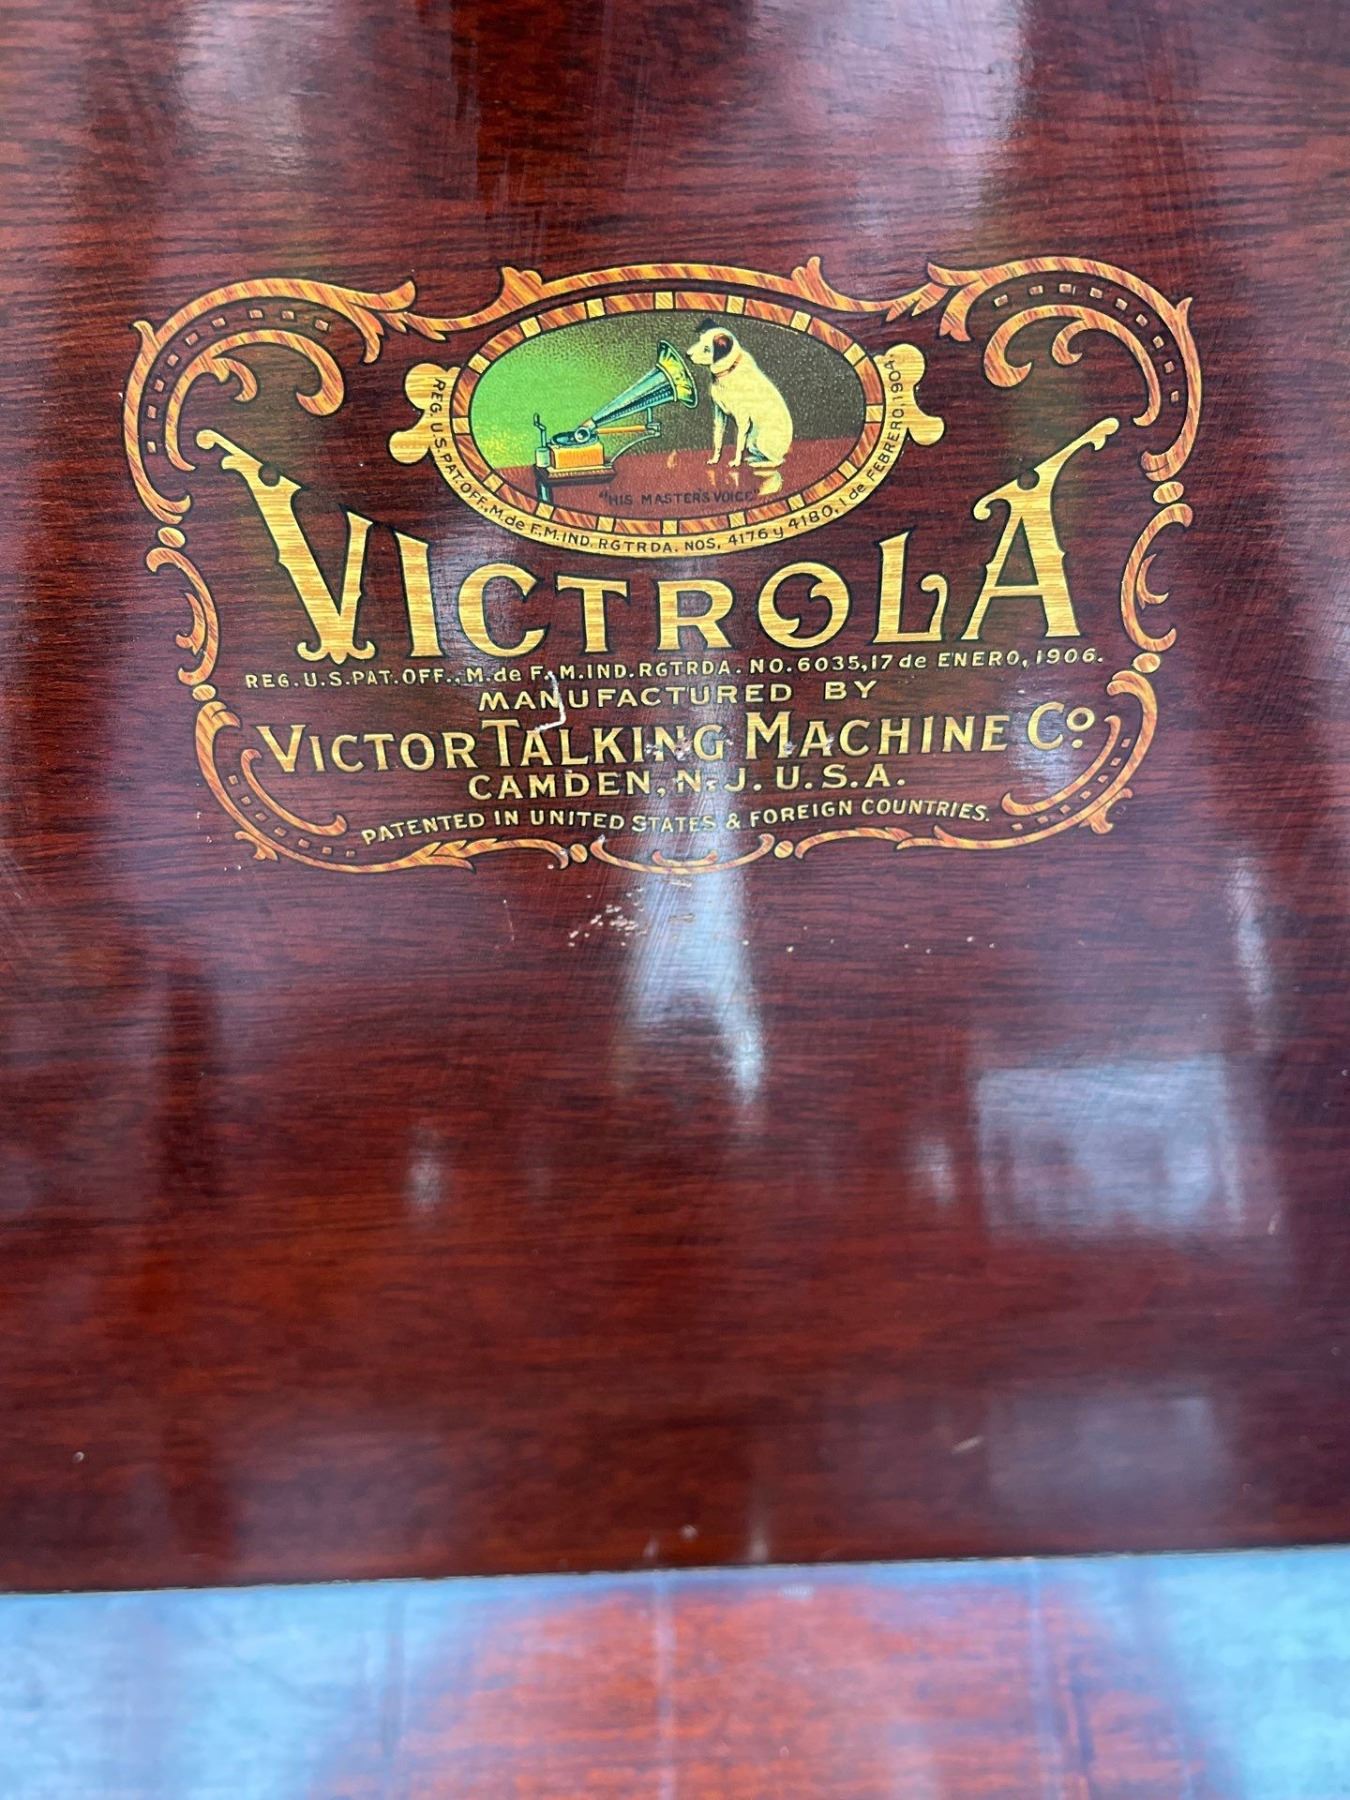 "HIS MASTER'S VOICE"
REG. U.S. PAT. OFF., M. de F., M. IND. RGTRDA. NOS, 4176 y 4180, 1 de FEBRERO, 1904,
VICTROLA
REG. U.S. PAT. OFF., M. de F., M. IND. RGTRDA. NO. 6035, 17 de ENERO, 1906.
MANUFACTURED BY
VICTOR TALKING MACHINE Co.
CAMDEN, N.J. U.S.A.
PATENTED IN UNITED STATES & FOREIGN COUNTRIES.